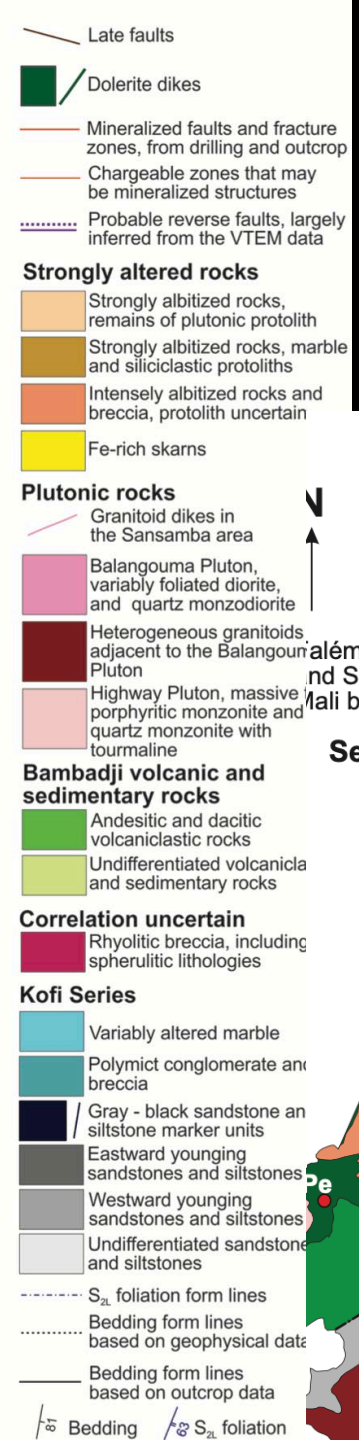 Late faults
Dolerite dikes
Mineralized faults and fracture
zones, from drilling and outcrop
Chargeable zones that may
be mineralized structures
Probable reverse faults, largely
inferred from the VTEM data
Strongly altered rocks
Strongly albitized rocks,
remains of plutonic protolith
Strongly albitized rocks, marble
and siliciclastic protoliths
Intensely albitized rocks and
breccia, protolith uncertain
Fe-rich skarns
Plutonic rocks
Granitoid dikes in
the Sansamba area
Balangouma Pluton,
variably foliated diorite,
and quartz monzodiorite
Heterogeneous granitoids
adjacent to the Balangoun
Pluton
Highway Pluton, massive
porphyritic monzonite and
quartz monzonite with
tourmaline
Bambadji volcanic and
sedimentary rocks
Andesitic and dacitic
volcaniclastic rocks
Undifferentiated volcanicla
and sedimentary rocks
Correlation uncertain
Rhyolitic breccia, including
spherulitic lithologies
Kofi Series
Variably altered marble
Polymict conglomerate and
breccia
Gray - black sandstone an
siltstone marker units
Eastward younging
sandstones and siltstones
Westward younging
sandstones and siltstones
Undifferentiated sandstone
and siltstones
S2L foliation form lines
Bedding form lines
based on geophysical data
Bedding form lines
based on outcrop data
81 Bedding 63 S2L foliation
N
além
nd S
Mali b
Se
Pe